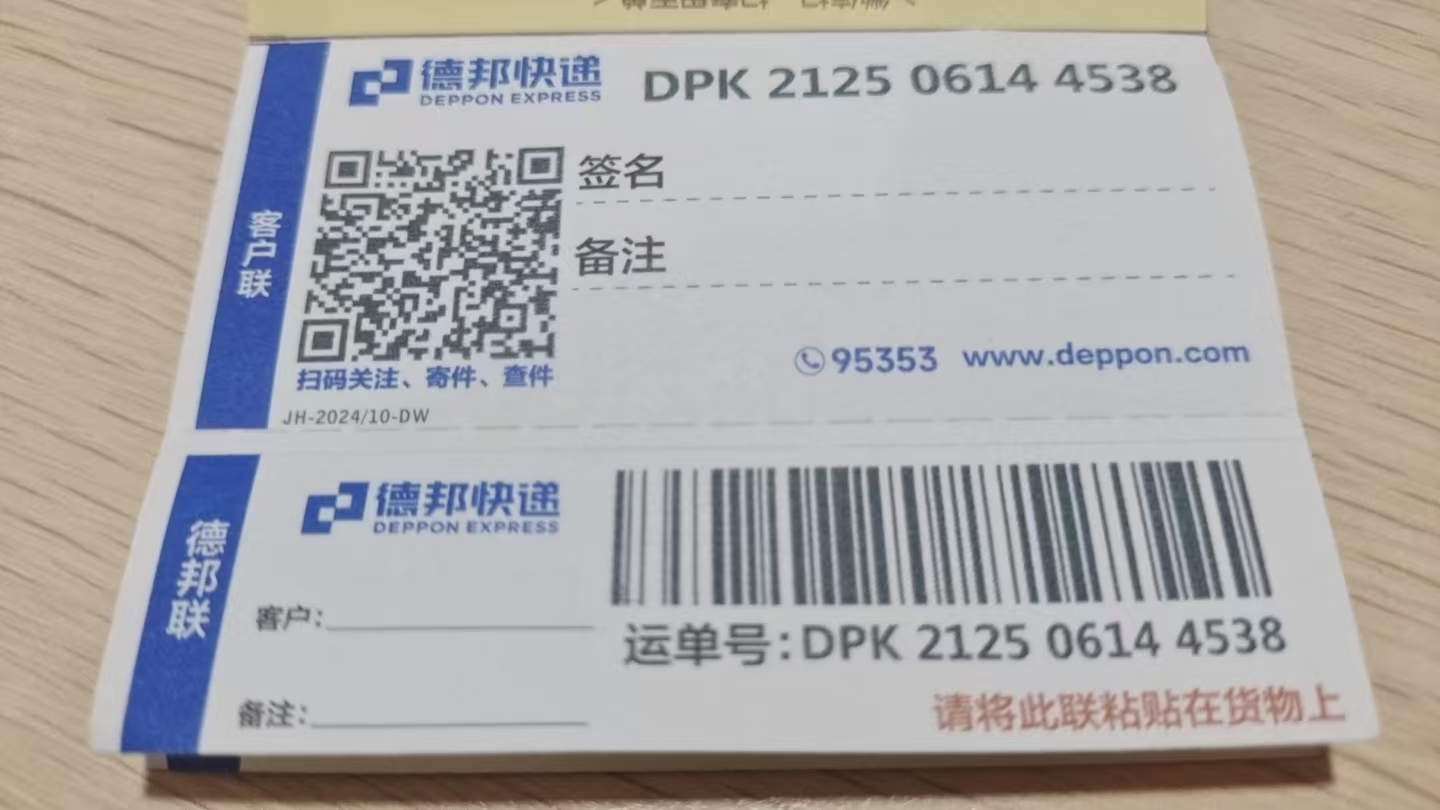 德邦快递
DEPPON EXPRESS
DPK 2125 0614 4538
客户联
签名
备注
扫码关注、寄件、查件
95353 www.deppon.com
JH-2024/10-DW
德邦联
德邦快递
DEPPON EXPRESS
客户:
运单号:DPK 2125 0614 4538
备注:
请将此联粘贴在货物上